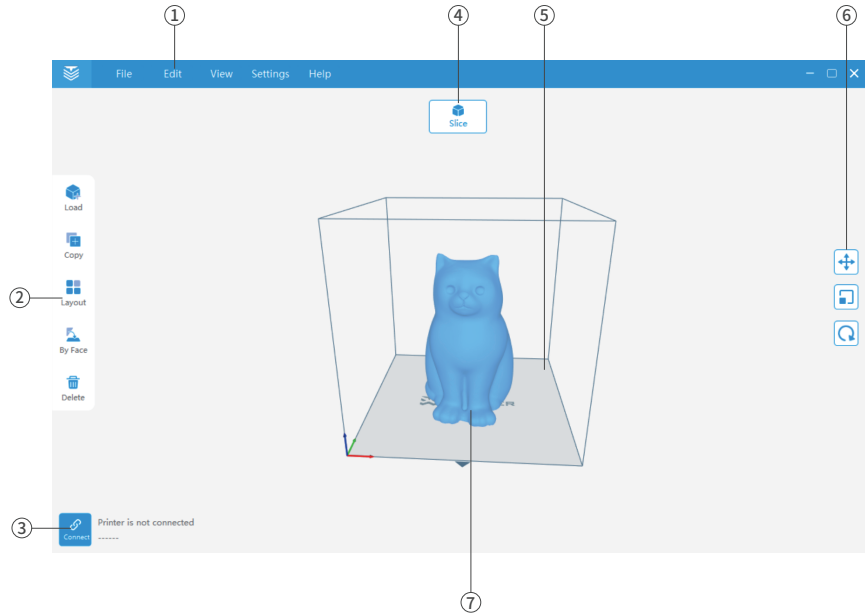 ① ④ ⑤ ⑥
File Edit View Settings Help
Slice
Load
Copy
②
Layout
By Face
Delete
③
Connect
Printer is not connected
------
⑦